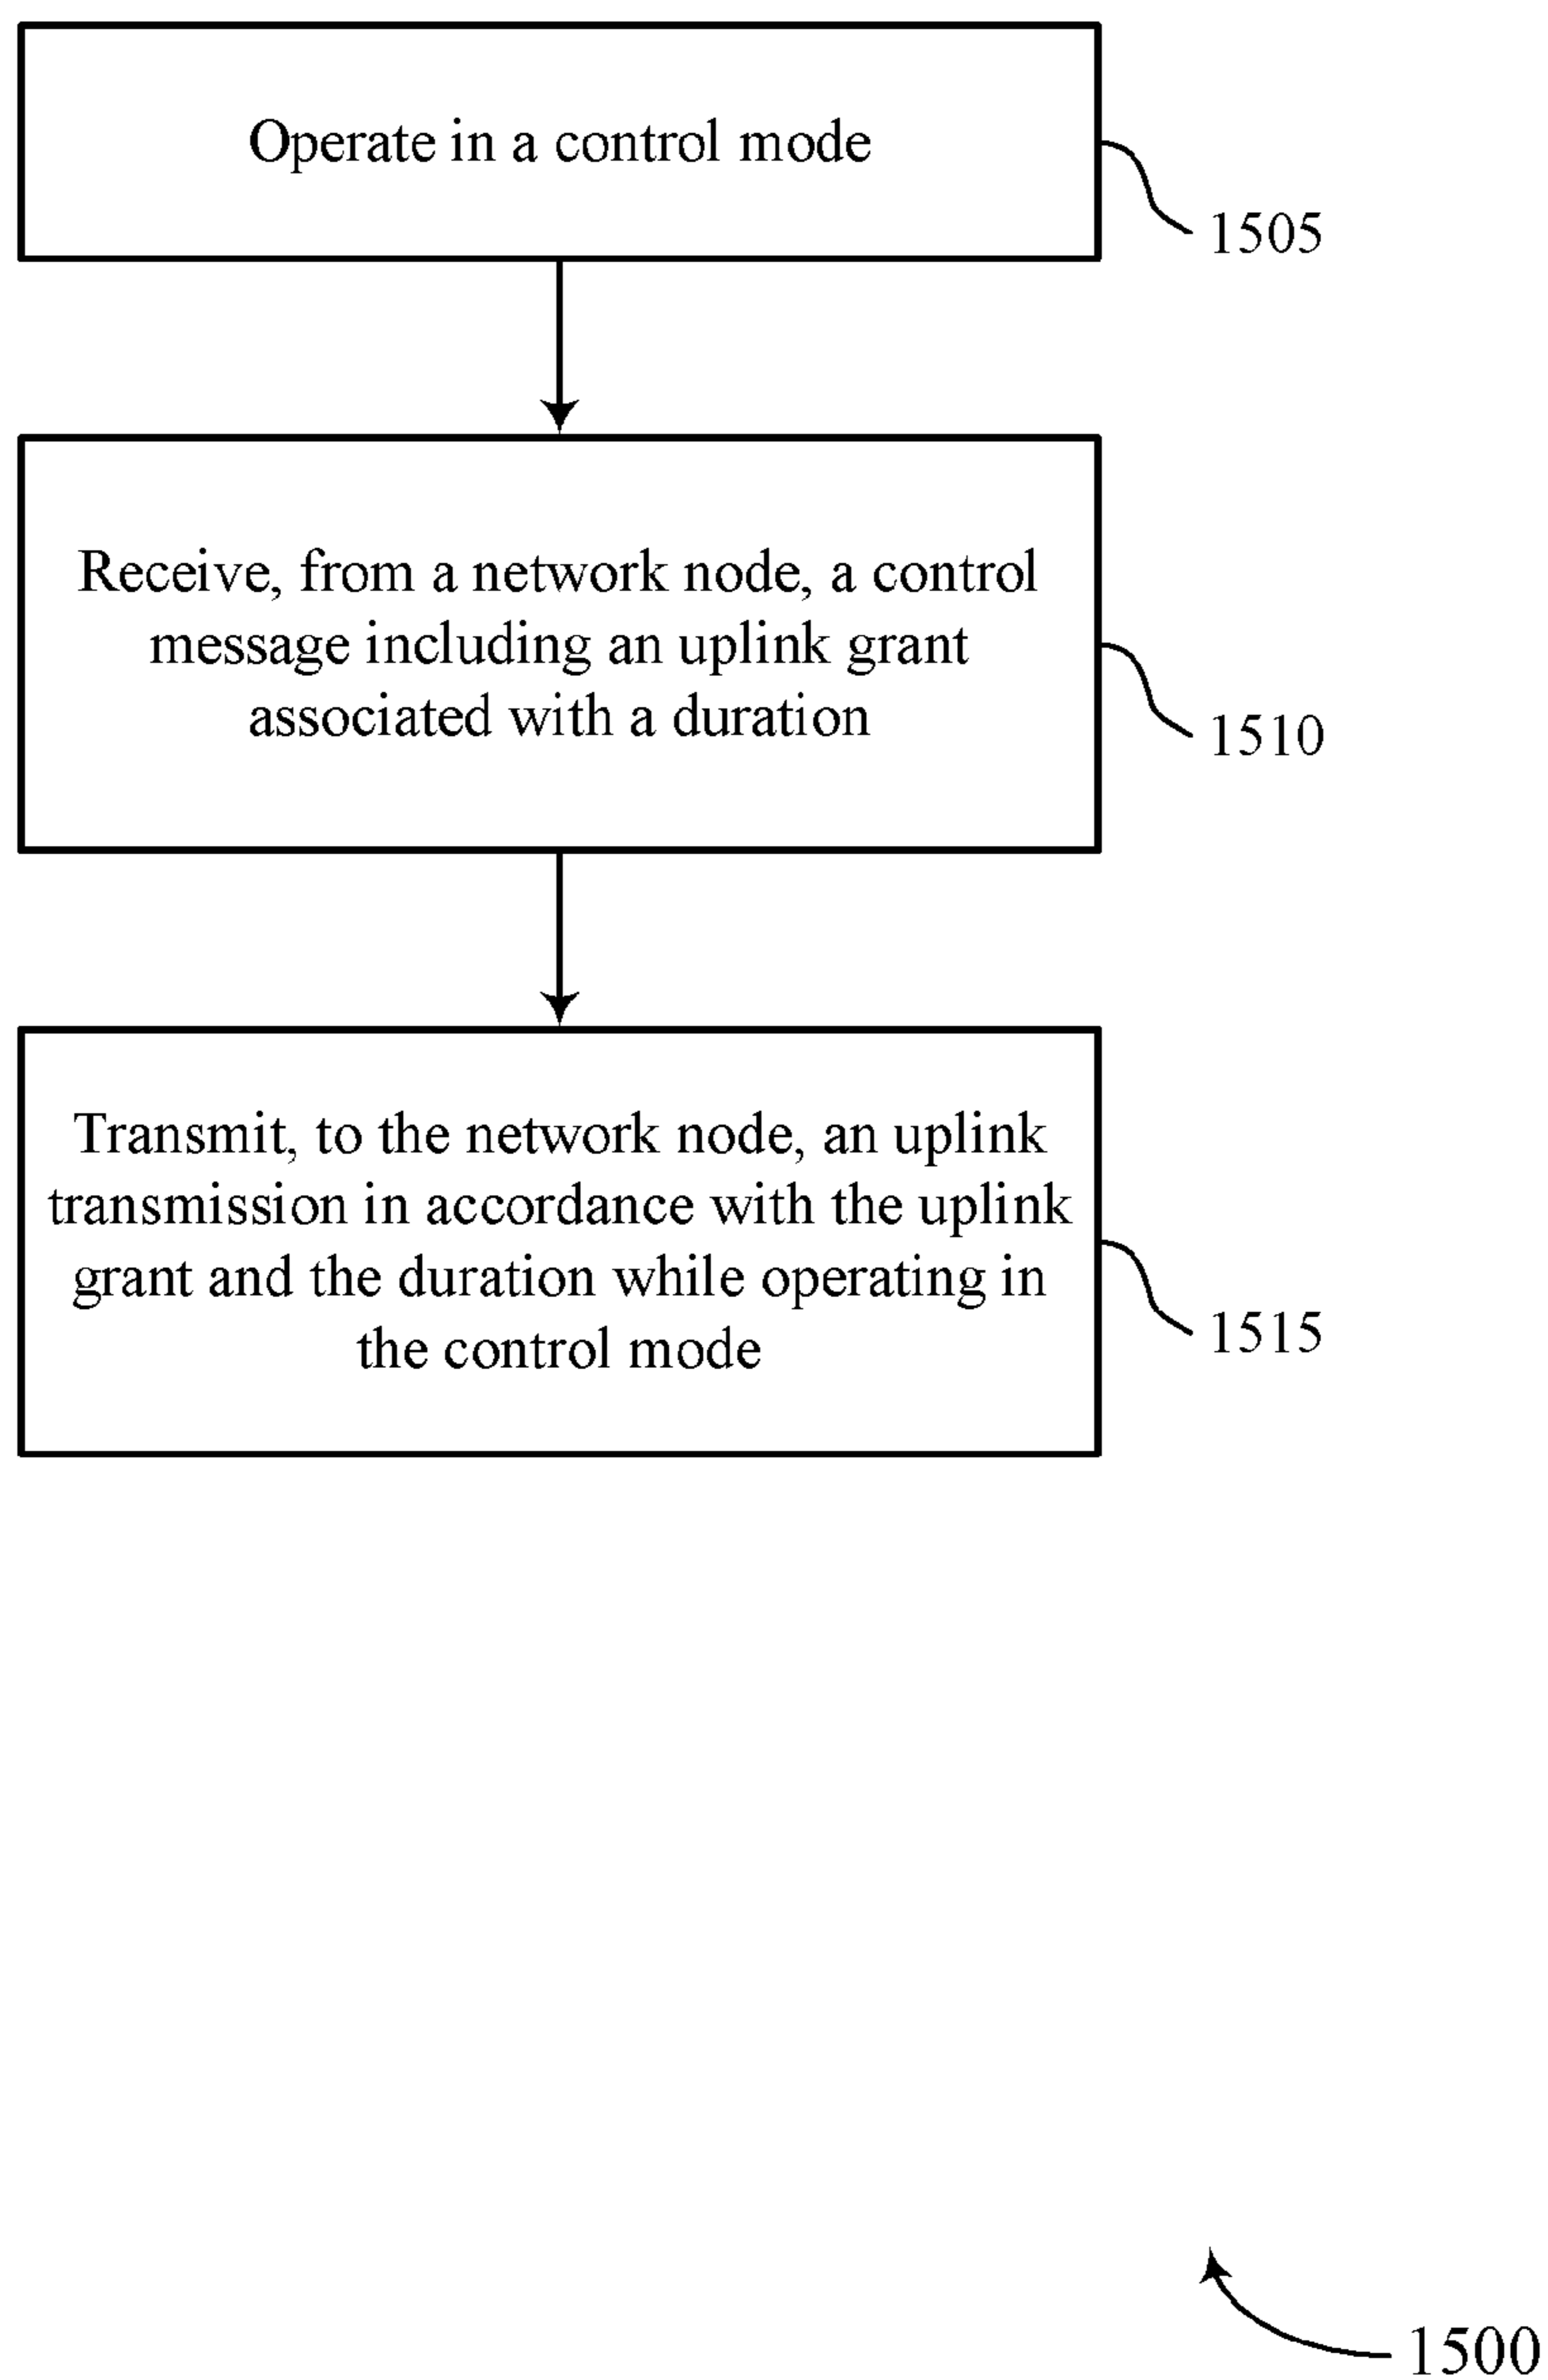 Operate in a control mode
1505
Receive, from a network node, a control
message including an uplink grant
associated with a duration
1510
Transmit, to the network node, an uplink
transmission in accordance with the uplink
grant and the duration while operating in
the control mode
1515
1500